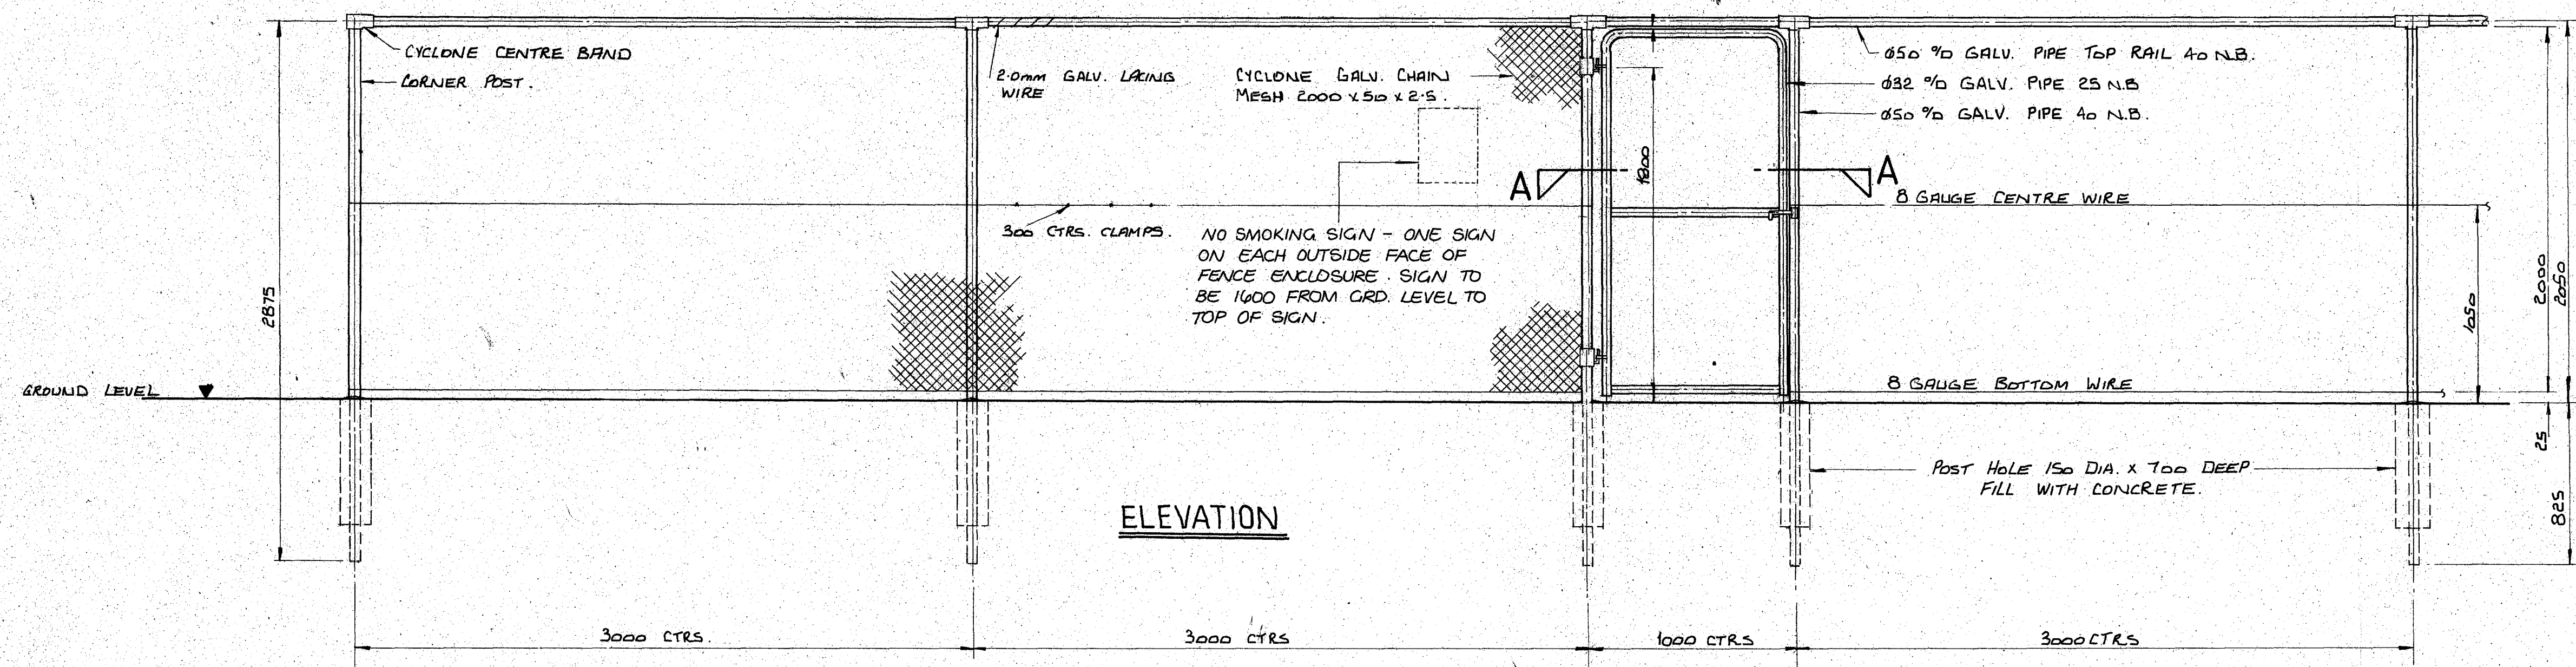 CYCLONE CENTRE BAND
CORNER POST.
2.0mm GALV. LACING
WIRE
CYCLONE GALV. CHAIN
MESH 2000 x 50 x 2.5.
Ø50 O/D GALV. PIPE TOP RAIL 40 N.B.
Ø32 O/D GALV. PIPE 25 N.B
Ø50 O/D GALV. PIPE 40 N.B.
1800
A
A
8 GAUGE CENTRE WIRE
300 CTRS. CLAMPS.
NO SMOKING SIGN - ONE SIGN
ON EACH OUTSIDE FACE OF
FENCE ENCLOSURE. SIGN TO
BE 1600 FROM GRD. LEVEL TO
TOP OF SIGN.
2875
2000
2050
1050
GROUND LEVEL
8 GAUGE BOTTOM WIRE
25
POST HOLE 150 DIA. x 700 DEEP
FILL WITH CONCRETE.
825
ELEVATION
3000 CTRS.
3000 CTRS
1000 CTRS
3000 CTRS